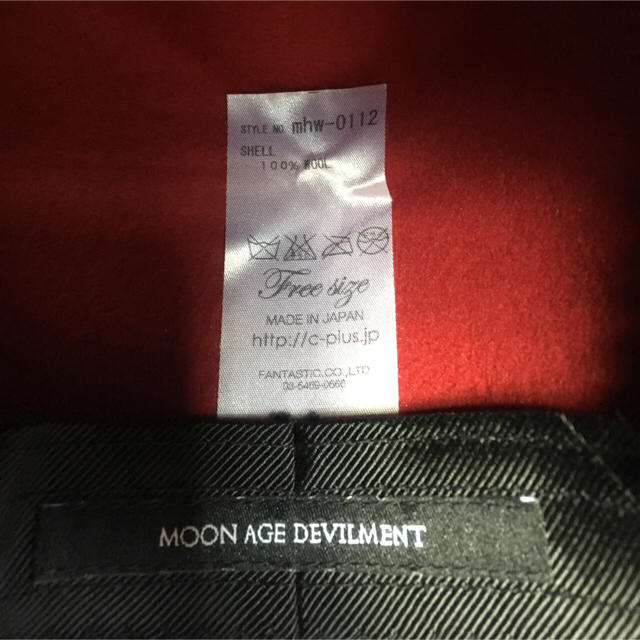 STYLE NO. mhw-0112
SHELL
100% WOOL
Free size
MADE IN JAPAN
http://c-plus.jp
FANTASTIC.CO.,LTD
03-5469-0666
MOON AGE DEVILMENT